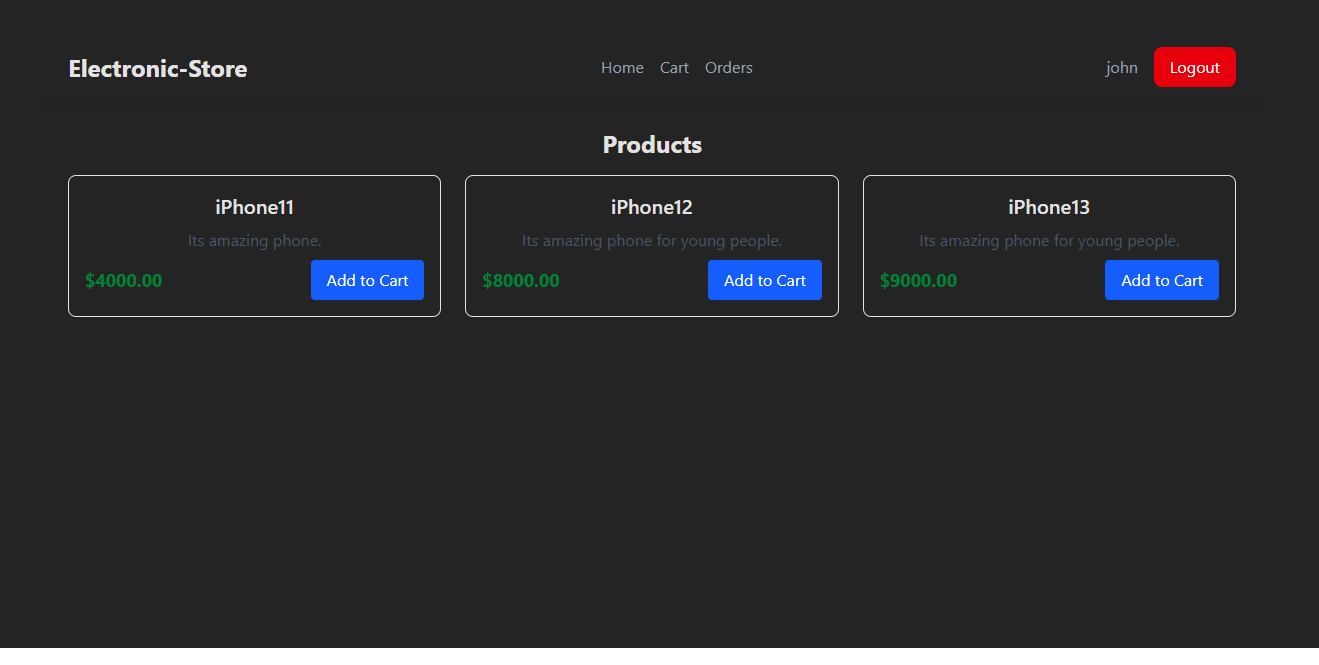 Electronic-Store Home Cart Orders john Logout
Products
iPhone11
Its amazing phone.
$4000.00 Add to Cart
iPhone12
Its amazing phone for young people.
$8000.00 Add to Cart
iPhone13
Its amazing phone for young people.
$9000.00 Add to Cart